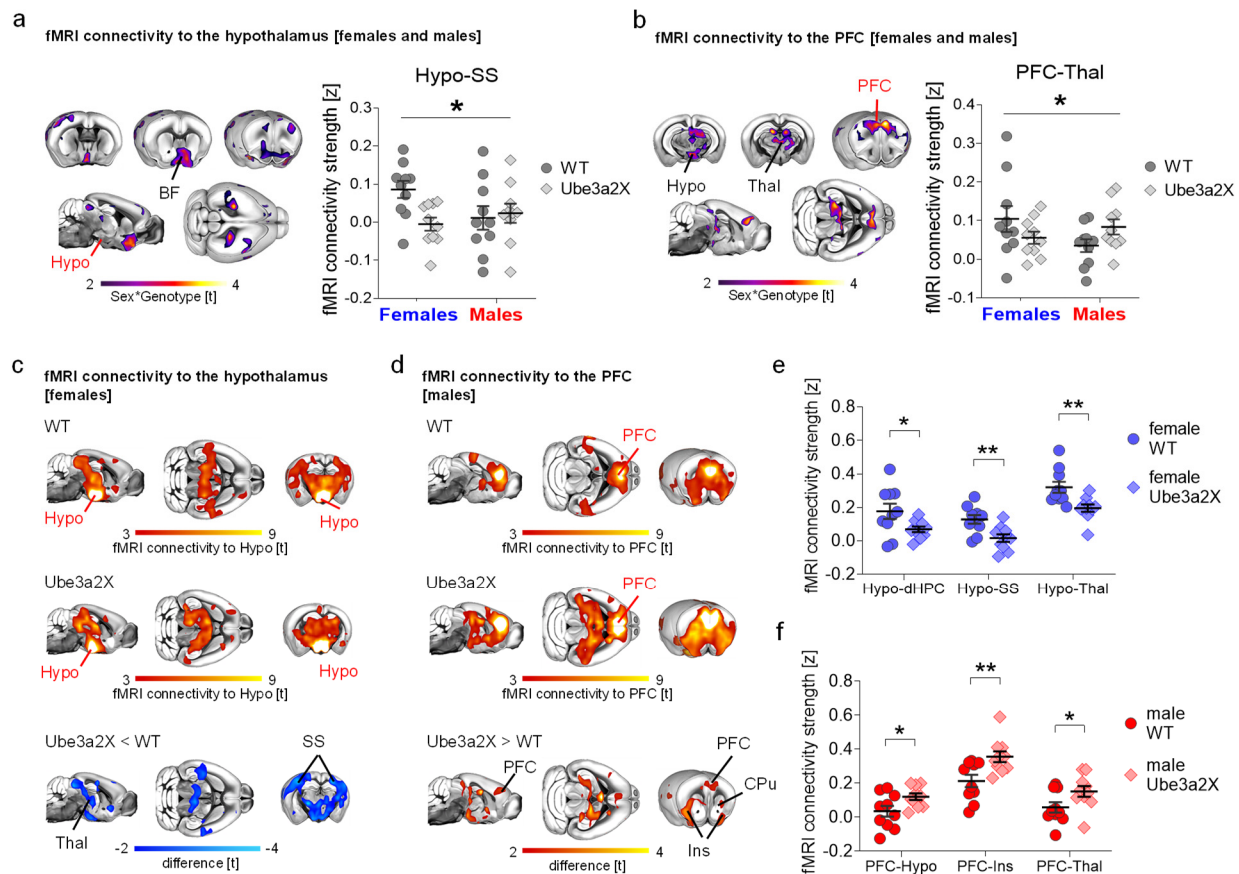 a
fMRI connectivity to the hypothalamus [females and males]
BF
Hypo
2 4
Sex*Genotype [t]
Hypo-SS
*
fMRI connectivity strength [z]
0.3
0.2
0.1
0.0
-0.1
-0.2
Females Males
WT
Ube3a2X
b
fMRI connectivity to the PFC [females and males]
PFC
Hypo
Thal
2 4
Sex*Genotype [t]
PFC-Thal
*
fMRI connectivity strength [z]
0.4
0.3
0.2
0.1
0.0
-0.1
Females Males
WT
Ube3a2X
c
fMRI connectivity to the hypothalamus
[females]
WT
Hypo
Hypo
3 9
fMRI connectivity to Hypo [t]
Ube3a2X
Hypo
Hypo
3 9
fMRI connectivity to Hypo [t]
Ube3a2X < WT
SS
Thal
-2 -4
difference [t]
d
fMRI connectivity to the PFC
[males]
WT
PFC
3 9
fMRI connectivity to PFC [t]
Ube3a2X
PFC
3 9
fMRI connectivity to PFC [t]
Ube3a2X > WT
PFC
PFC
CPu
Ins
2 4
difference [t]
e
fMRI connectivity strength [z]
0.8
0.6
0.4
0.2
0.0
-0.2
*
**
**
Hypo-dHPC Hypo-SS Hypo-Thal
female
WT
female
Ube3a2X
f
fMRI connectivity strength [z]
0.8
0.6
0.4
0.2
0.0
-0.2
*
**
*
PFC-Hypo PFC-Ins PFC-Thal
male
WT
male
Ube3a2X